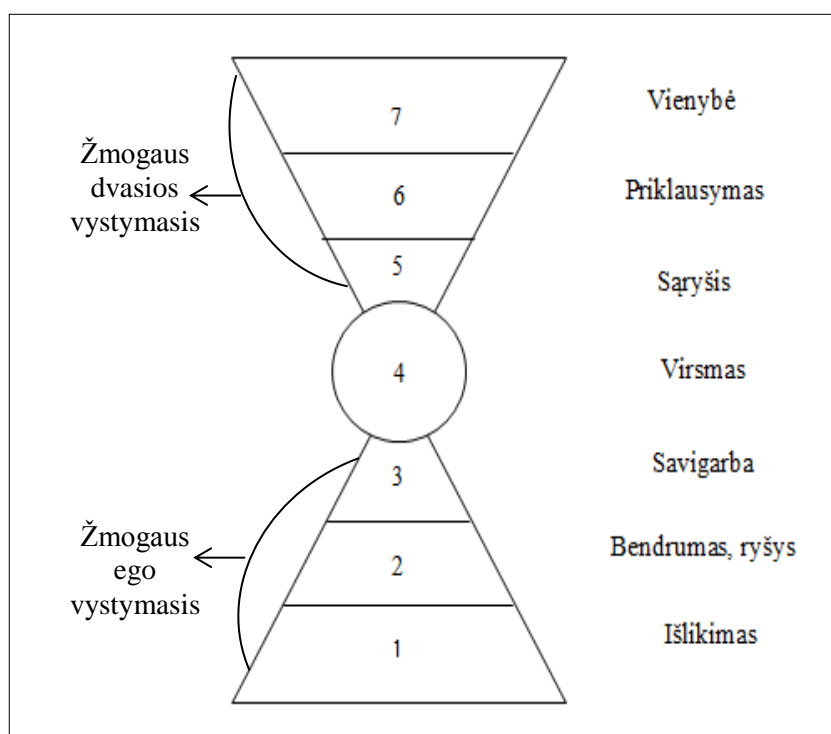 7 Vienybė
Žmogaus
dvasios
vystymasis
6 Priklausymas
5 Sąryšis
4 Virsmas
3 Savigarba
Žmogaus
ego
vystymasis
2 Bendrumas, ryšys
1 Išlikimas